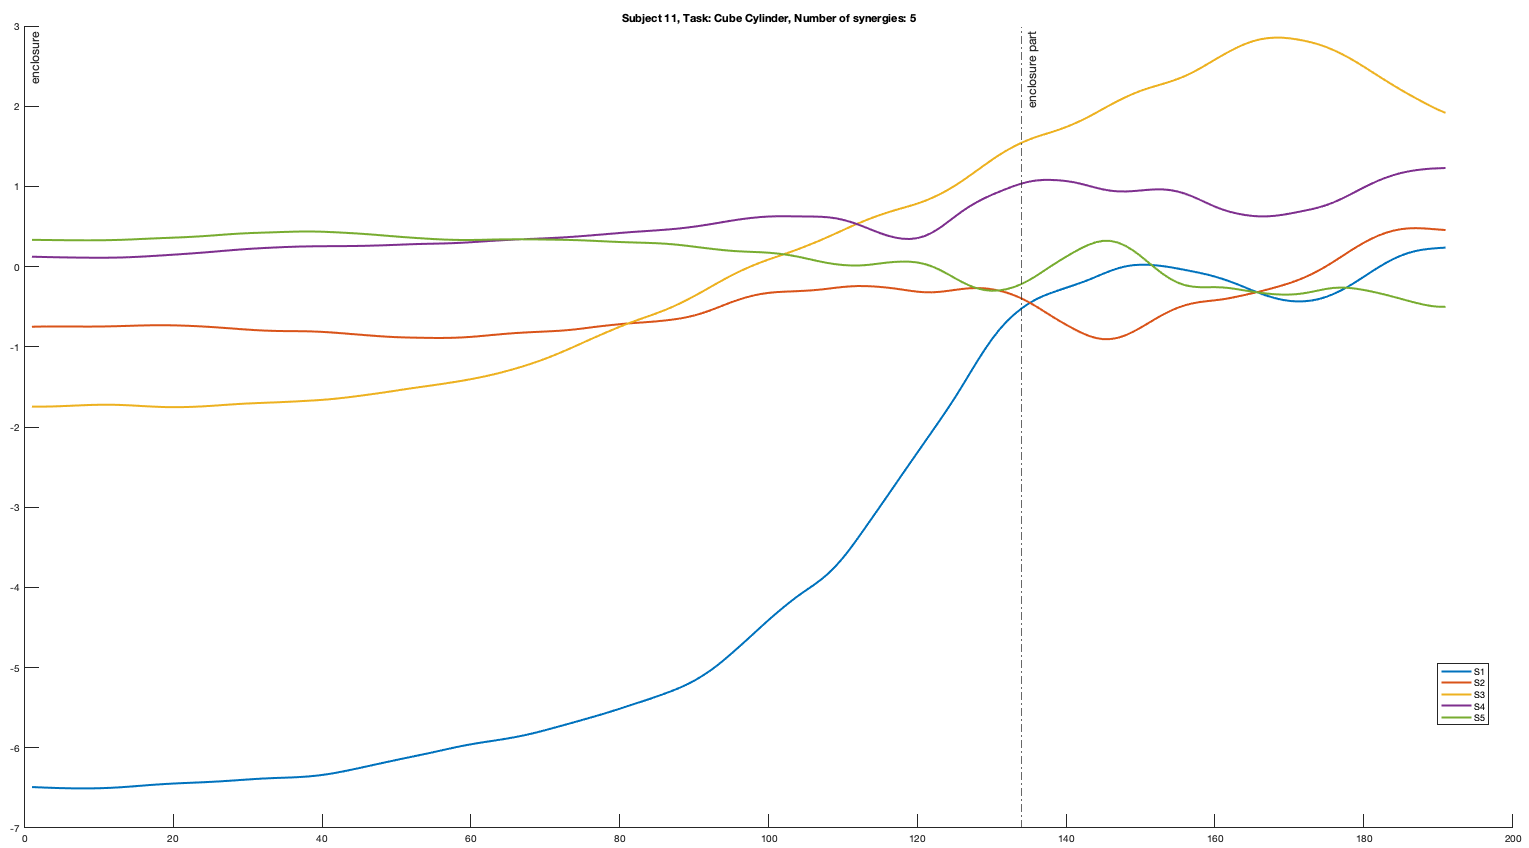 Subject 11, Task: Cube Cylinder, Number of synergies: 5
enclosure
enclosure part
3
2
1
0
-1
-2
-3
-4
-5
-6
-7
S1
S2
S3
S4
S5
0 20 40 60 80 100 120 140 160 180 200